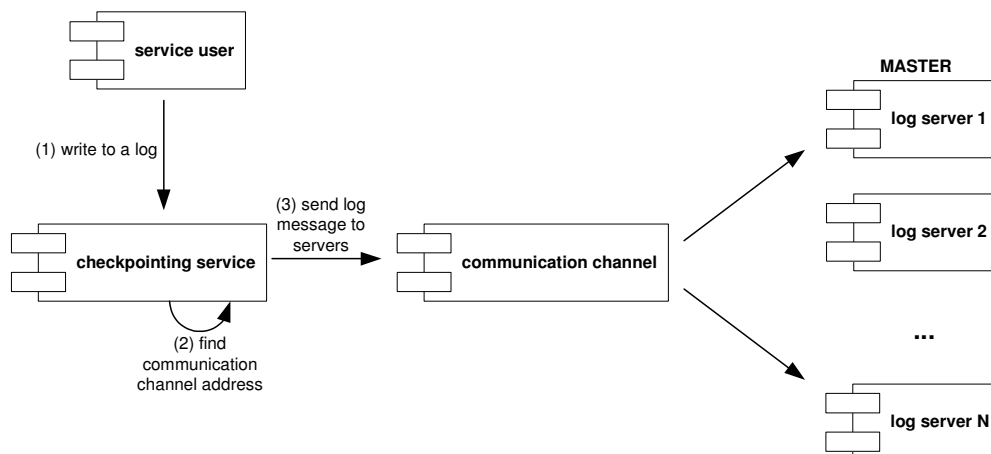 service user
MASTER
log server 1
(1) write to a log
(3) send log
message to
servers
log server 2
checkpointing service
communication channel
(2) find
communication
channel address
...
log server N